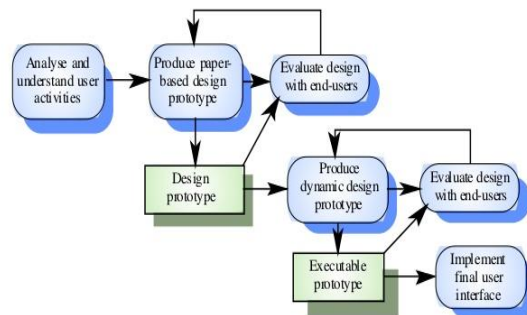 Analyse and
understand user
activities
Produce paper-
based design
prototype
Evaluate design
with end-users
Design
prototype
Produce
dynamic design
prototype
Evaluate design
with end-users
Executable
prototype
Implement
final user
interface